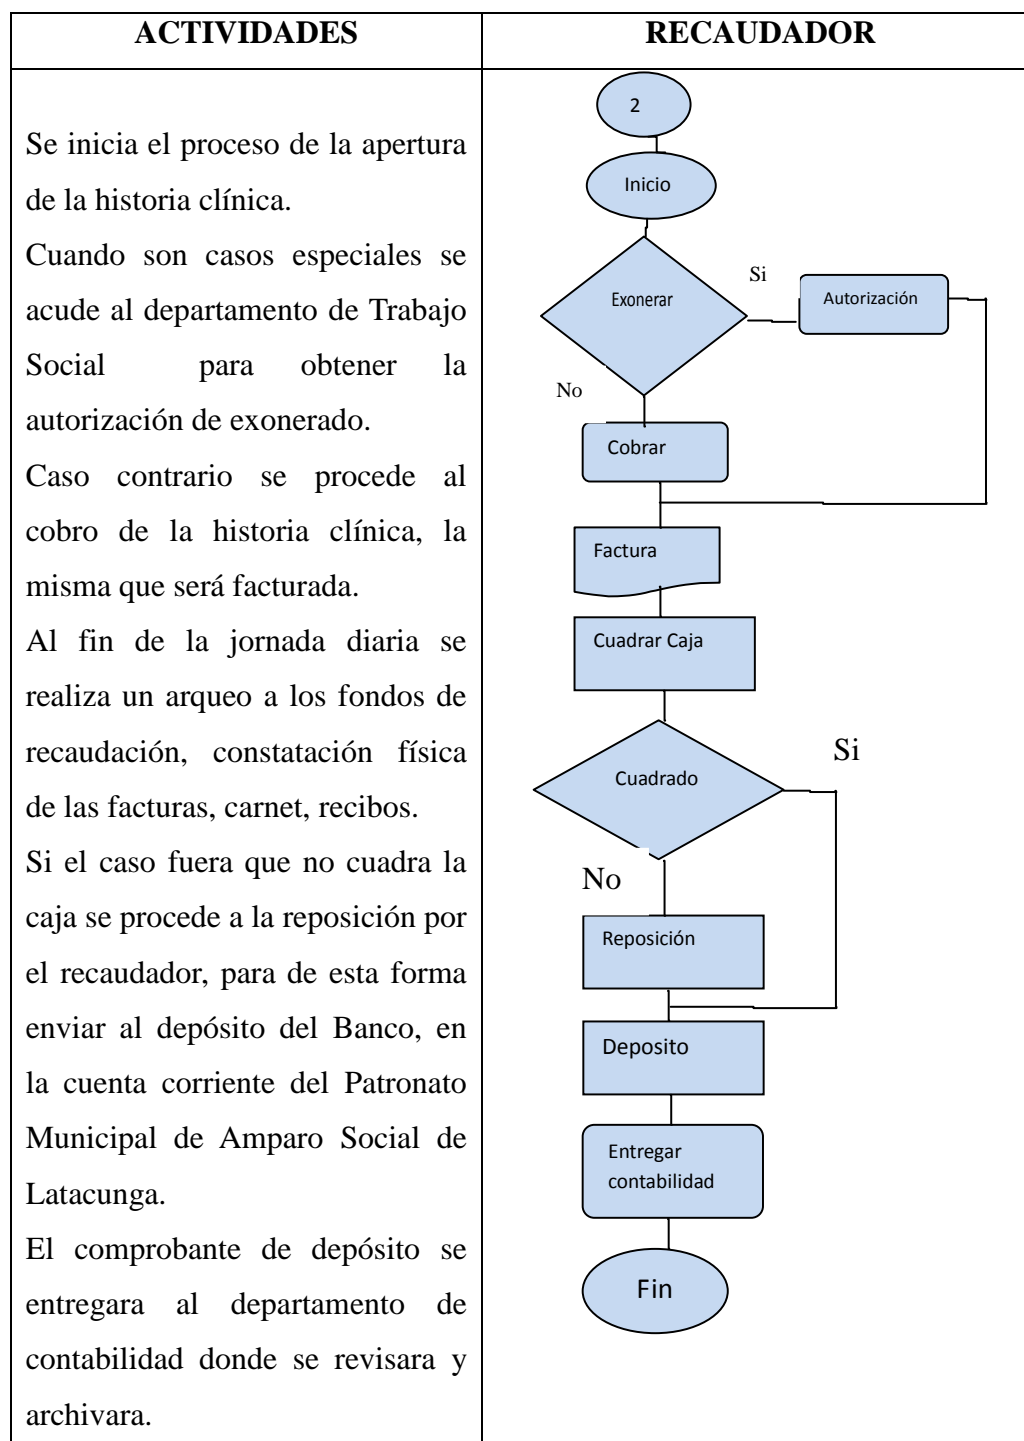 ACTIVIDADES
RECAUDADOR
Se inicia el proceso de la apertura
de la historia clínica.
Cuando son casos especiales se
acude al departamento de Trabajo
Social para obtener la
autorización de exonerado.
Caso contrario se procede al
cobro de la historia clínica, la
misma que será facturada.
Al fin de la jornada diaria se
realiza un arqueo a los fondos de
recaudación, constatación física
de las facturas, carnet, recibos.
Si el caso fuera que no cuadra la
caja se procede a la reposición por
el recaudador, para de esta forma
enviar al depósito del Banco, en
la cuenta corriente del Patronato
Municipal de Amparo Social de
Latacunga.
El comprobante de depósito se
entregara al departamento de
contabilidad donde se revisara y
archivara.
2
Inicio
Exonerar
Si
Autorización
No
Cobrar
Factura
Cuadrar Caja
Cuadrado
Si
No
Reposición
Deposito
Entregar
contabilidad
Fin